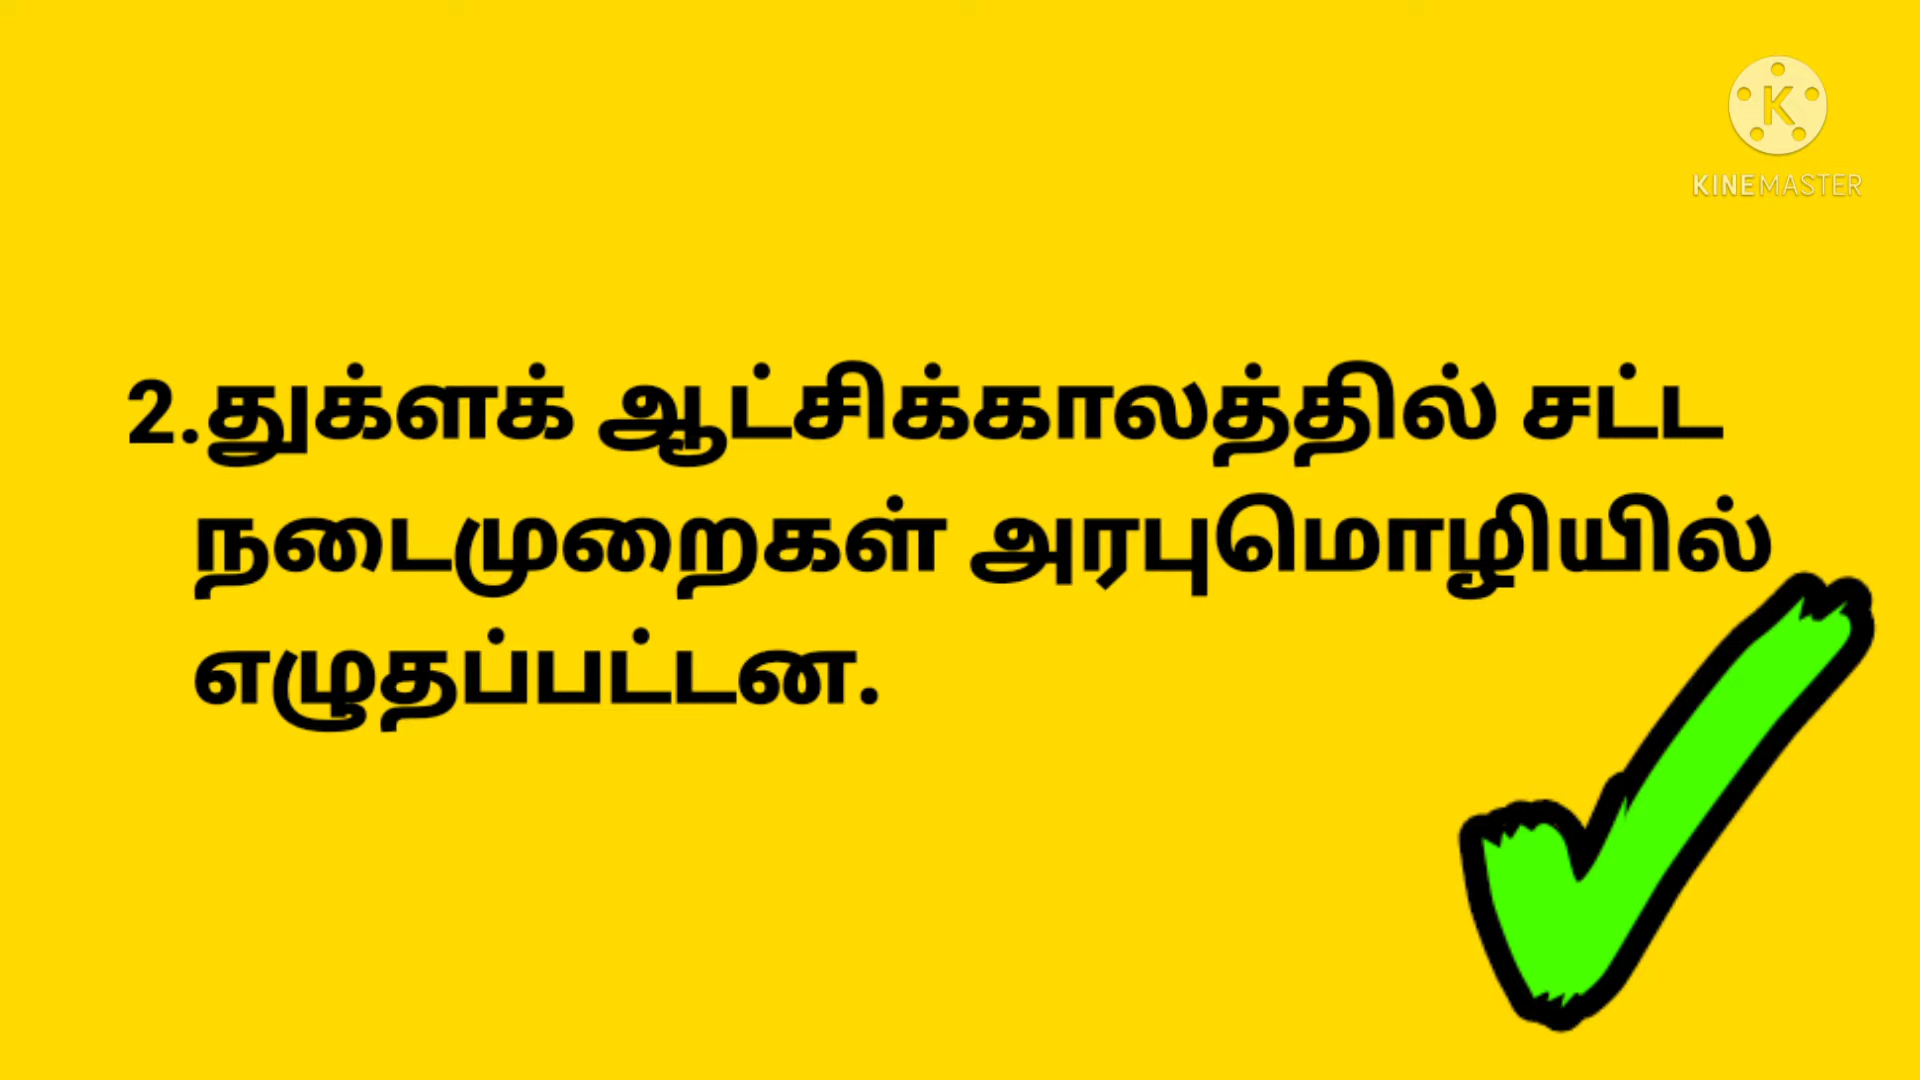 KINEMASTER
2.துக்ளக் ஆட்சிக்காலத்தில் சட்ட
நடைமுறைகள் அரபுமொழியில்
எழுதப்பட்டன.